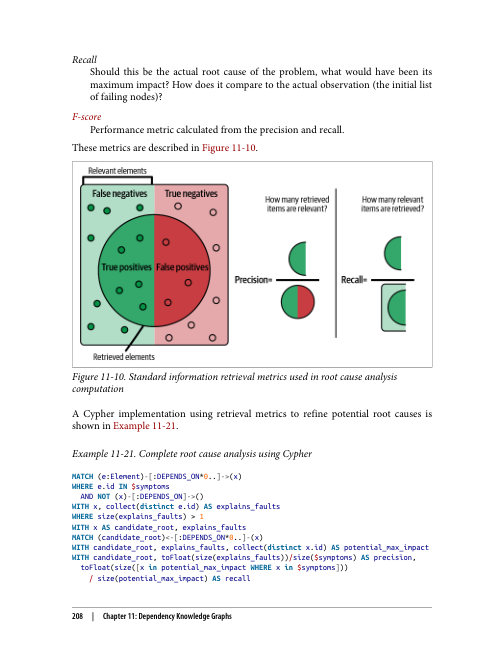 Recall
Should this be the actual root cause of the problem, what would have been its
maximum impact? How does it compare to the actual observation (the initial list
of failing nodes)?
F-score
Performance metric calculated from the precision and recall.
These metrics are described in Figure 11-10.
Relevant elements
False negatives
True negatives
True positives
False positives
Retrieved elements
How many retrieved
items are relevant?
Precision=
How many relevant
items are retrieved?
Recall=
Figure 11-10. Standard information retrieval metrics used in root cause analysis
computation
A Cypher implementation using retrieval metrics to refine potential root causes is
shown in Example 11-21.
Example 11-21. Complete root cause analysis using Cypher
MATCH (e:Element)-[:DEPENDS_ON*0..]->(x)
WHERE e.id IN $symptoms
  AND NOT (x)-[:DEPENDS_ON]->()
WITH x, collect(distinct e.id) AS explains_faults
WHERE size(explains_faults) > 1
WITH x AS candidate_root, explains_faults
MATCH (candidate_root)<-[:DEPENDS_ON*0..]-(x)
WITH candidate_root, explains_faults, collect(distinct x.id) AS potential_max_impact
WITH candidate_root, toFloat(size(explains_faults))/size($symptoms) AS precision,
  toFloat(size([x in potential_max_impact WHERE x in $symptoms]))
    / size(potential_max_impact) AS recall
208 | Chapter 11: Dependency Knowledge Graphs